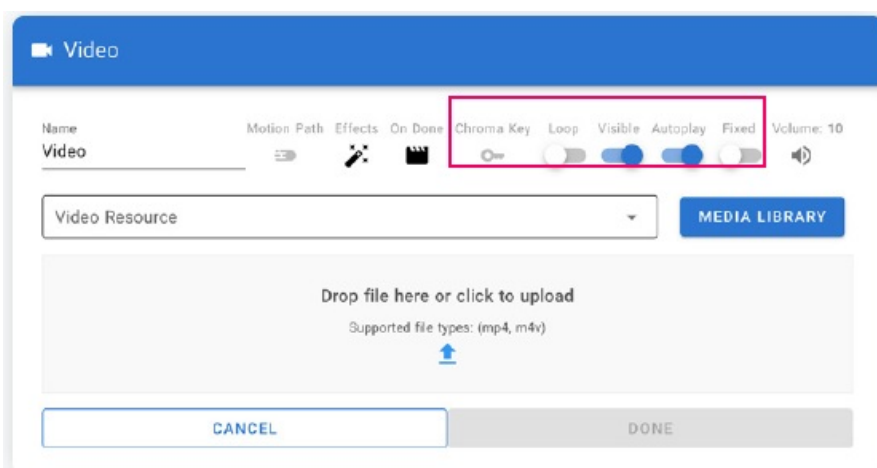 Video
Name
Motion Path Effects On Done Chroma Key Loop Visible Autoplay Fixed Volume: 10
Video
Video Resource
MEDIA LIBRARY
Drop file here or click to upload
Supported file types: (mp4, m4v)
CANCEL
DONE